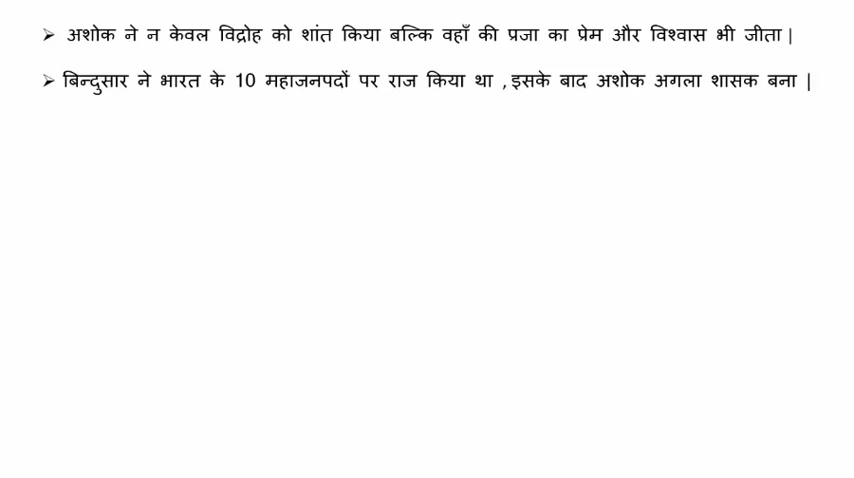 ➢ अशोक ने न केवल विद्रोह को शांत किया बल्कि वहाँ की प्रजा का प्रेम और विश्वास भी जीता |
➢ बिन्दुसार ने भारत के 10 महाजनपदों पर राज किया था ,इसके बाद अशोक अगला शासक बना |